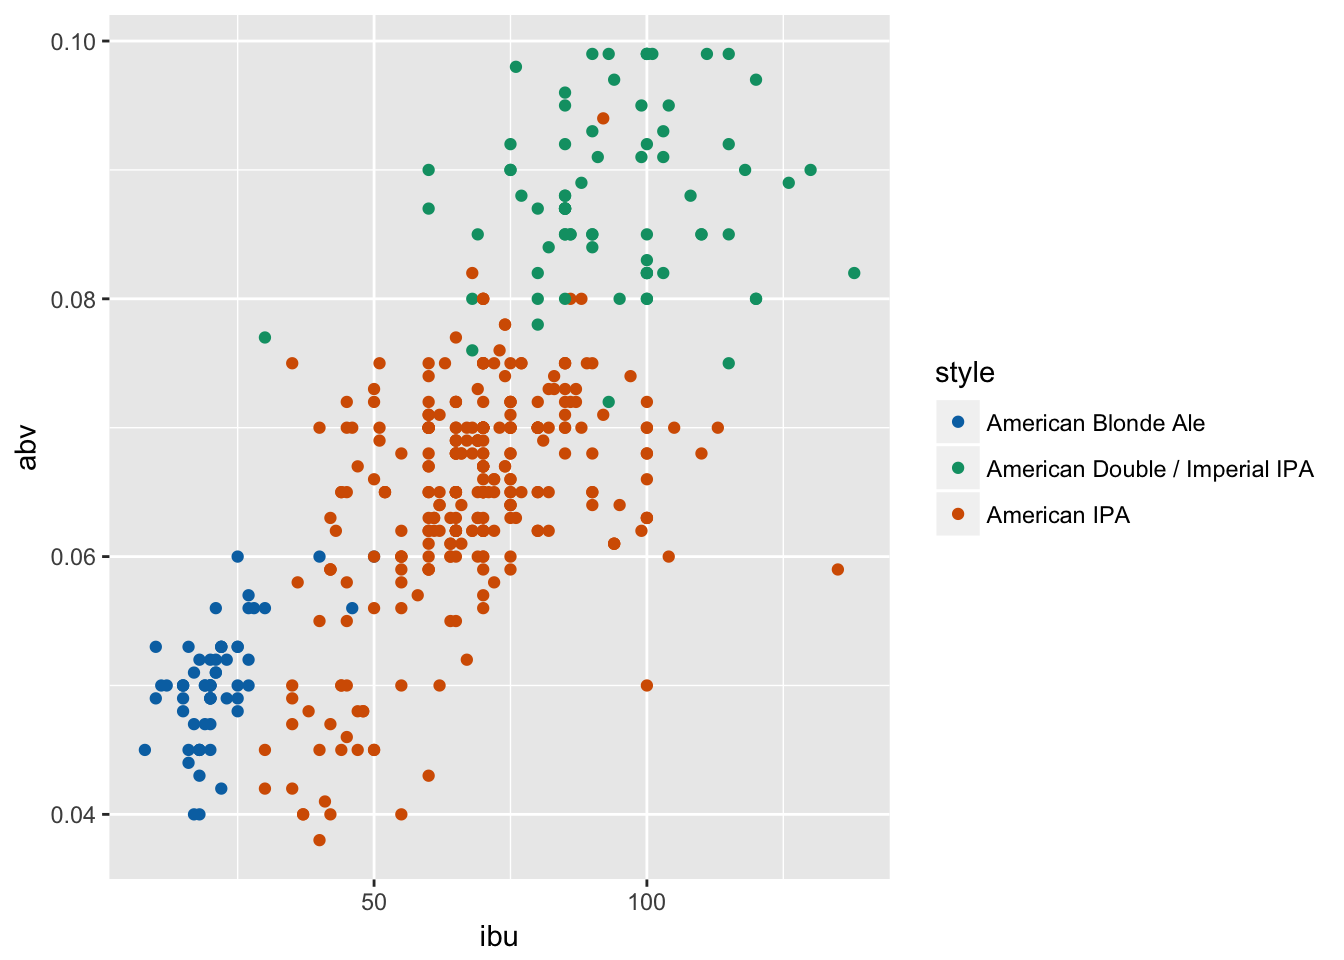 0.10
0.08
0.06
0.04
abv
50
100
ibu
style
American Blonde Ale
American Double / Imperial IPA
American IPA